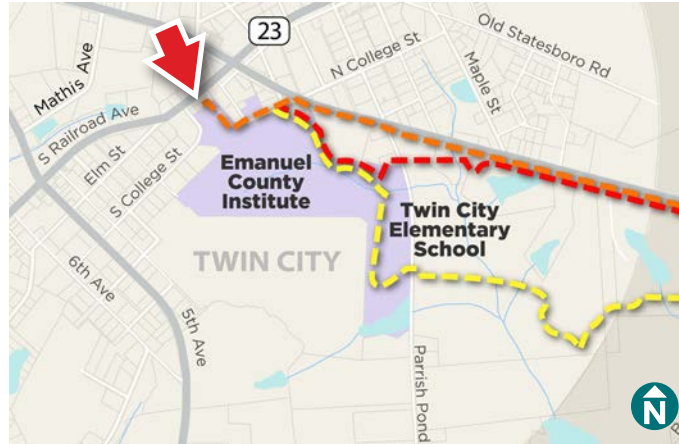 23
Old Statesboro Rd
N College St
Maple St
Mathis Ave
S Railroad Ave
Elm St
S College St
Emanuel
County
Institute
Twin City
Elementary
School
TWIN CITY
6th Ave
5th Ave
Parrish Pond
N